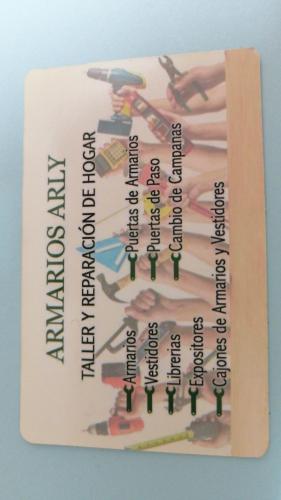 ARMARIOS ARLY
TALLER Y REPARACIÓN DE HOGAR
Armarios
Vestidores
Librerias
Expositores
Cajones de Armarios y Vestidores
Puertas de Armarios
Puertas de Paso
Cambio de Campanas